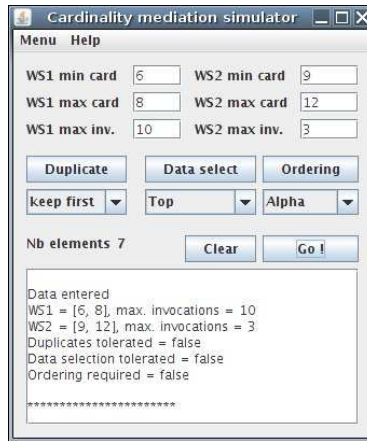 Cardinality mediation simulator
Menu Help
WS1 min card 6 WS2 min card 9
WS1 max card 8 WS2 max card 12
WS1 max inv. 10 WS2 max inv. 3
Duplicate Data select Ordering
keep first Top Alpha
Nb elements 7 Clear Go !
Data entered
WS1 = [6, 8], max. invocations = 10
WS2 = [9, 12], max. invocations = 3
Duplicates tolerated = false
Data selection tolerated = false
Ordering required = false
***********************